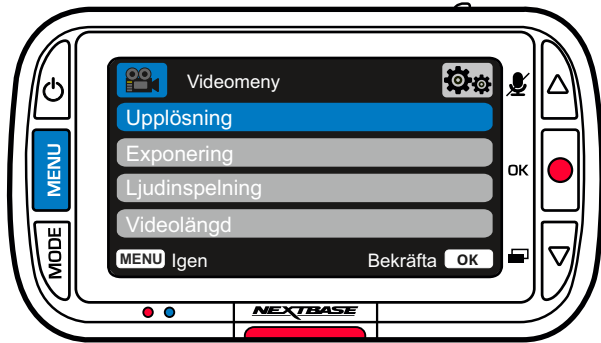 Videomeny
Upplösning
Exponering
Ljudinspelning
Videolängd
MENU Igen Bekräfta OK
MENU
MODE
OK
NEXTBASE